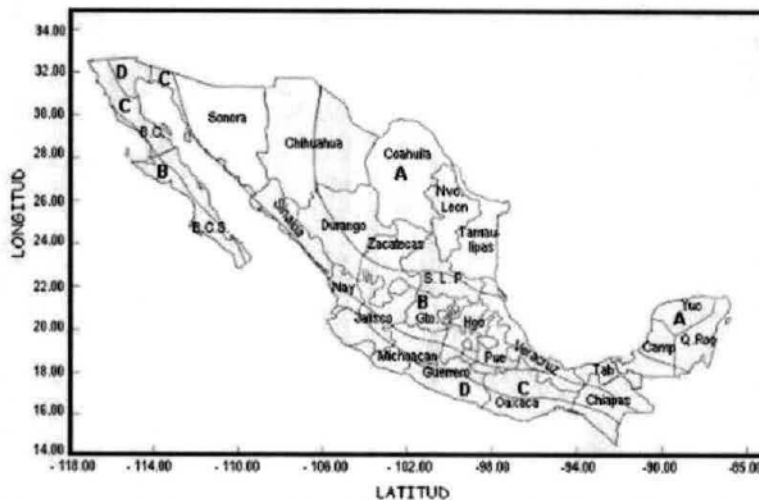 34.00
32.00
30.00
28.00
26.00
24.00
22.00
20.00
18.00
16.00
14.00
LONGITUD
D
C
C
B.C.
B
B.C.S.
Sonora
Chihuahua
Coahuila
A
Nvo.
Leon
Tamau-
lipas
Sinaloa
Durango
Zacatecas
S. L. P.
Nay
B
Jalisco
Gto.
Hgo
Michoacan
Pue
Veracruz
Guerrero
D
C
Oaxaca
Tab
Chiapas
Yuc
A
Camp
Q. Roo
- 118.00 - 114.00 - 110.00 - 106.00 - 102.00 - 98.00 - 94.00 - 90.00
LATITUD